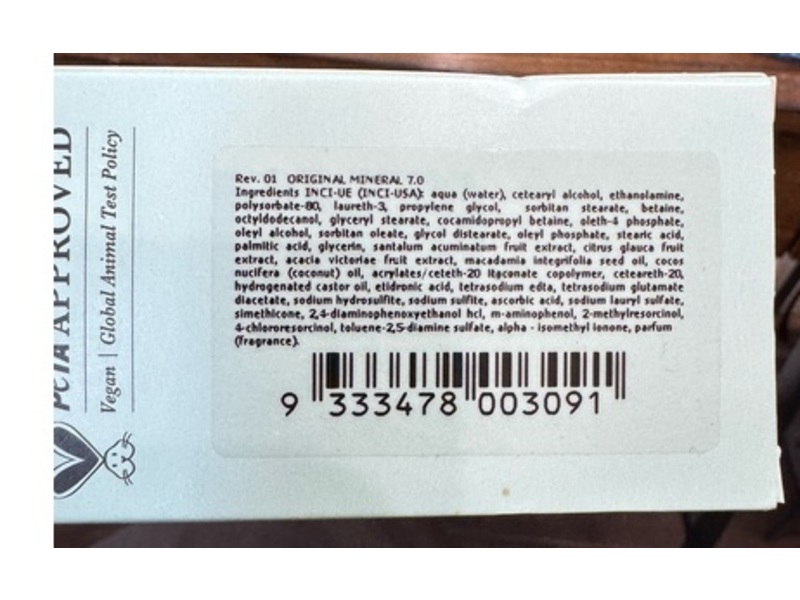 PETA APPROVED
Vegan | Global Animal Test Policy
Rev. 01 ORIGINAL MINERAL 7.0
Ingredients INCI-UE (INCI-USA): aqua (water), cetearyl alcohol, ethanolamine,
polysorbate-80, laureth-3, propylene glycol, sorbitan stearate, betaine,
octyldodecanol, glyceryl stearate, cocamidopropyl betaine, oleth-4 phosphate,
oleyl alcohol, sorbitan oleate, glycol distearate, oleyl phosphate, stearic acid,
palmitic acid, glycerin, santalum acuminatum fruit extract, citrus glauca fruit
extract, acacia victoriae fruit extract, macadamia integrifolia seed oil, cocos
nucifera (coconut) oil, acrylates/ceteth-20 itaconate copolymer, ceteareth-20,
hydrogenated castor oil, etidronic acid, tetrasodium edta, tetrasodium glutamate
diacetate, sodium hydrosulfite, sodium sulfite, ascorbic acid, sodium lauryl sulfate,
simethicone, 2,4-diaminophenoxyethanol hcl, m-aminophenol, 2-methylresorcinol,
4-chlororesorcinol, toluene-2,5-diamine sulfate, alpha - isomethyl ionone, parfum
(fragrance).
9 333478 003091